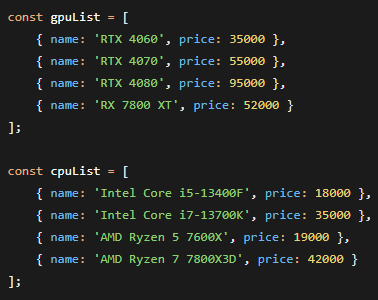 const gpuList = [
    { name: 'RTX 4060', price: 35000 },
    { name: 'RTX 4070', price: 55000 },
    { name: 'RTX 4080', price: 95000 },
    { name: 'RX 7800 XT', price: 52000 }
];

const cpuList = [
    { name: 'Intel Core i5-13400F', price: 18000 },
    { name: 'Intel Core i7-13700K', price: 35000 },
    { name: 'AMD Ryzen 5 7600X', price: 19000 },
    { name: 'AMD Ryzen 7 7800X3D', price: 42000 }
];